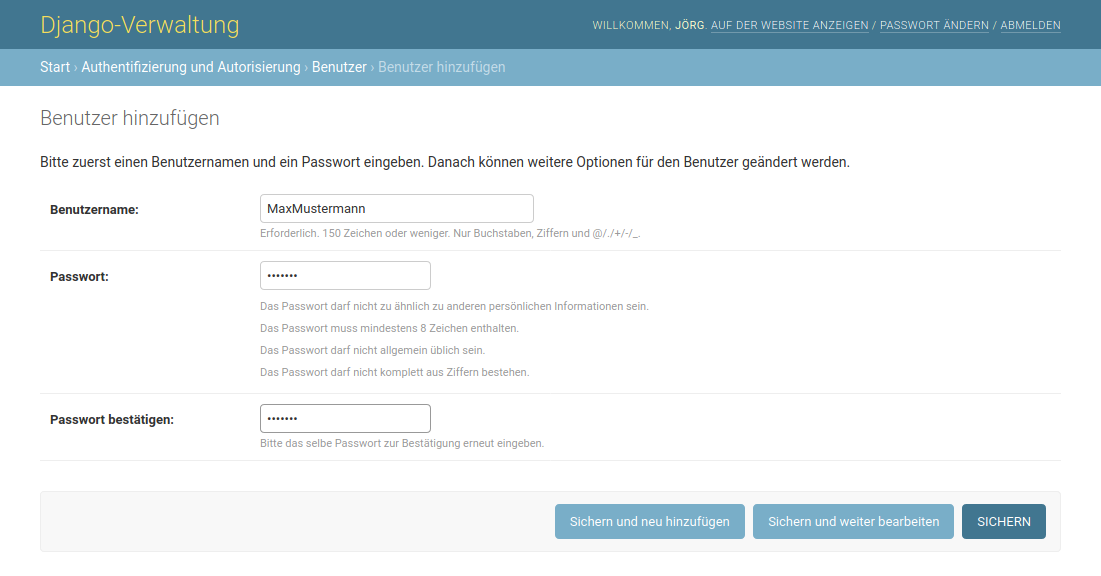 Django-Verwaltung
WILLKOMMEN, JÖRG. AUF DER WEBSITE ANZEIGEN / PASSWORT ÄNDERN / ABMELDEN
Start › Authentifizierung und Autorisierung › Benutzer › Benutzer hinzufügen
Benutzer hinzufügen
Bitte zuerst einen Benutzernamen und ein Passwort eingeben. Danach können weitere Optionen für den Benutzer geändert werden.
Benutzername: MaxMustermann
Erforderlich. 150 Zeichen oder weniger. Nur Buchstaben, Ziffern und @/./+/-/_.
Passwort: •••••••
Das Passwort darf nicht zu ähnlich zu anderen persönlichen Informationen sein.
Das Passwort muss mindestens 8 Zeichen enthalten.
Das Passwort darf nicht allgemein üblich sein.
Das Passwort darf nicht komplett aus Ziffern bestehen.
Passwort bestätigen: •••••••
Bitte das selbe Passwort zur Bestätigung erneut eingeben.
Sichern und neu hinzufügen Sichern und weiter bearbeiten SICHERN